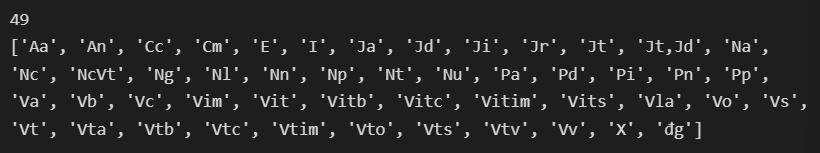 49
['Aa', 'An', 'Cc', 'Cm', 'E', 'I', 'Ja', 'Jd', 'Ji', 'Jr', 'Jt', 'Jt,Jd', 'Na',
'Nc', 'NcVt', 'Ng', 'Nl', 'Nn', 'Np', 'Nt', 'Nu', 'Pa', 'Pd', 'Pi', 'Pn', 'Pp',
'Va', 'Vb', 'Vc', 'Vim', 'Vit', 'Vitb', 'Vitc', 'Vitim', 'Vits', 'Vla', 'Vo', 'Vs',
'Vt', 'Vta', 'Vtb', 'Vtc', 'Vtim', 'Vto', 'Vts', 'Vtv', 'Vv', 'X', 'đg']